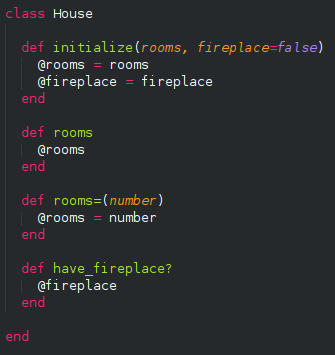 class House
def initialize(rooms, fireplace=false)
@rooms = rooms
@fireplace = fireplace
end
def rooms
@rooms
end
def rooms=(number)
@rooms = number
end
def have_fireplace?
@fireplace
end
end